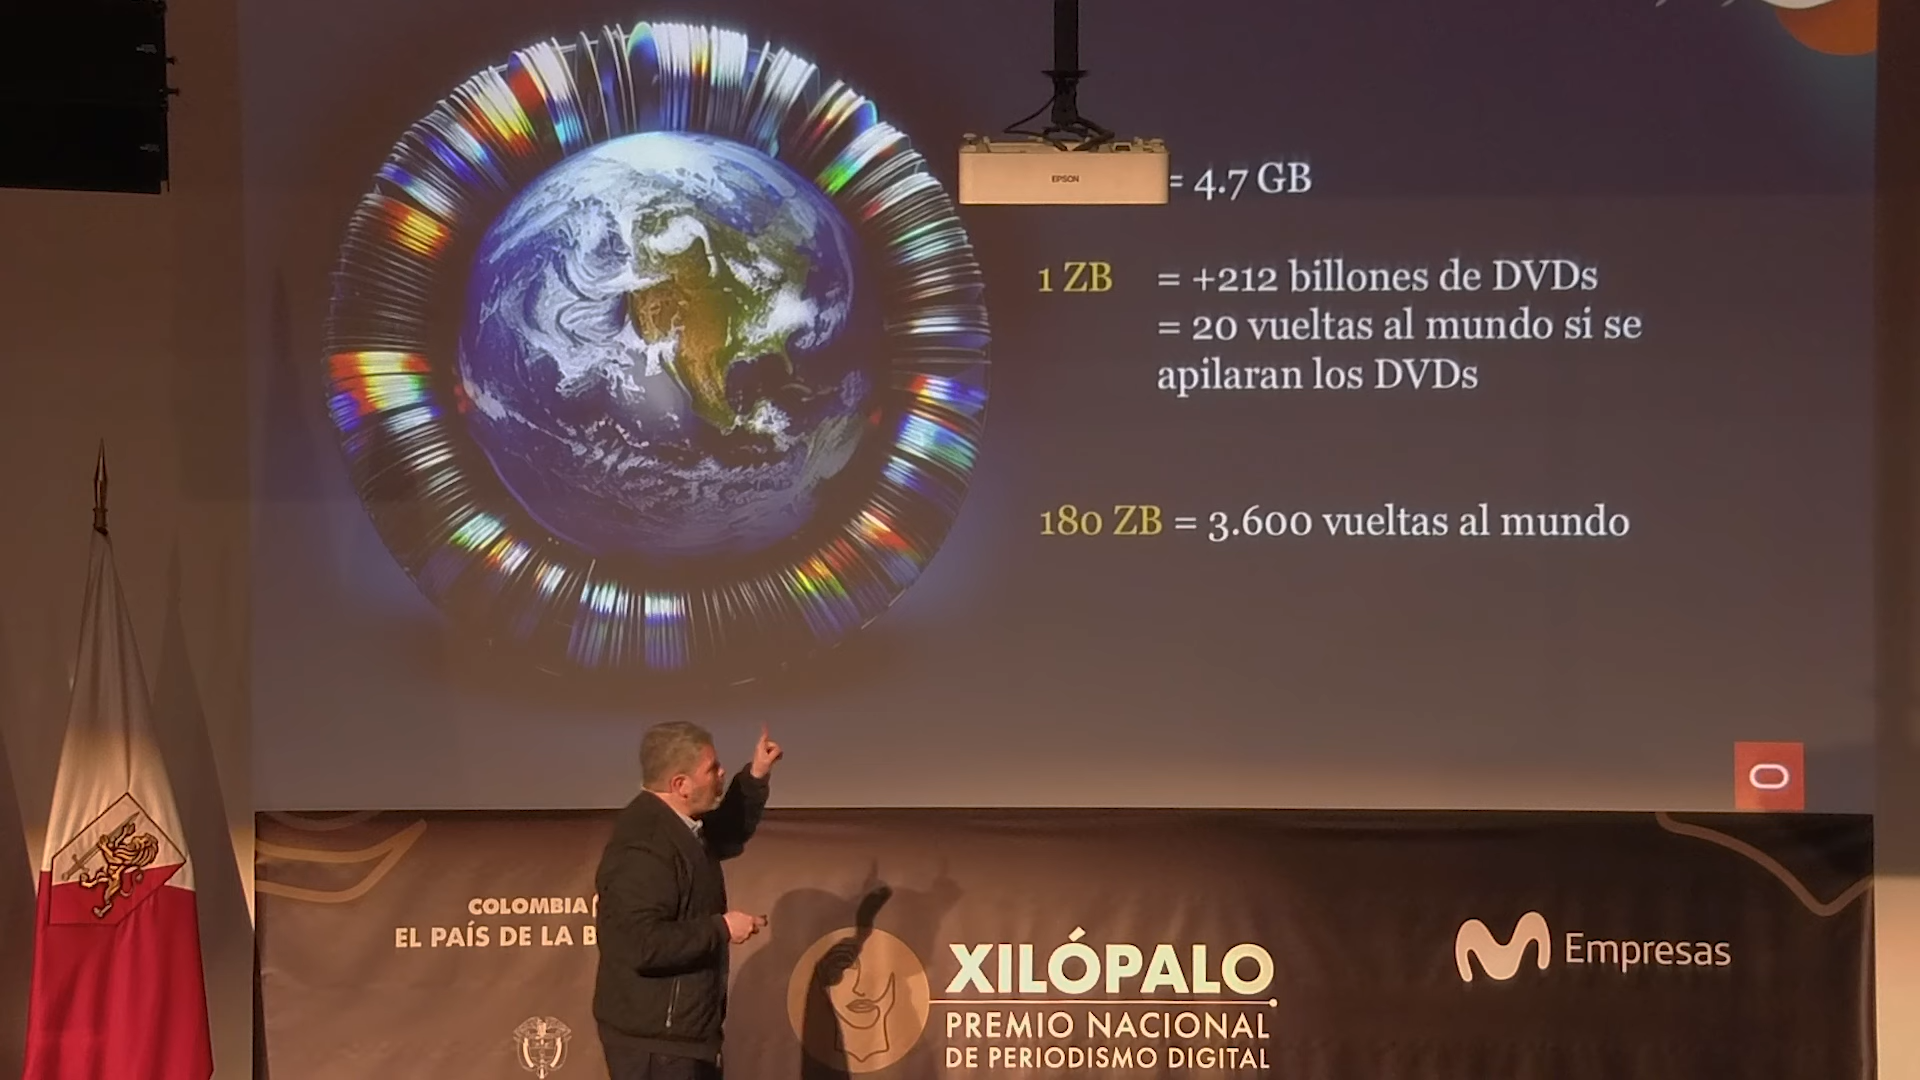 EPSON
= 4.7 GB
1 ZB = +212 billones de DVDs
= 20 vueltas al mundo si se
apilaran los DVDs
180 ZB = 3.600 vueltas al mundo
COLOMBIA
EL PAÍS DE LA B
XILÓPALO
PREMIO NACIONAL
DE PERIODISMO DIGITAL
Empresas